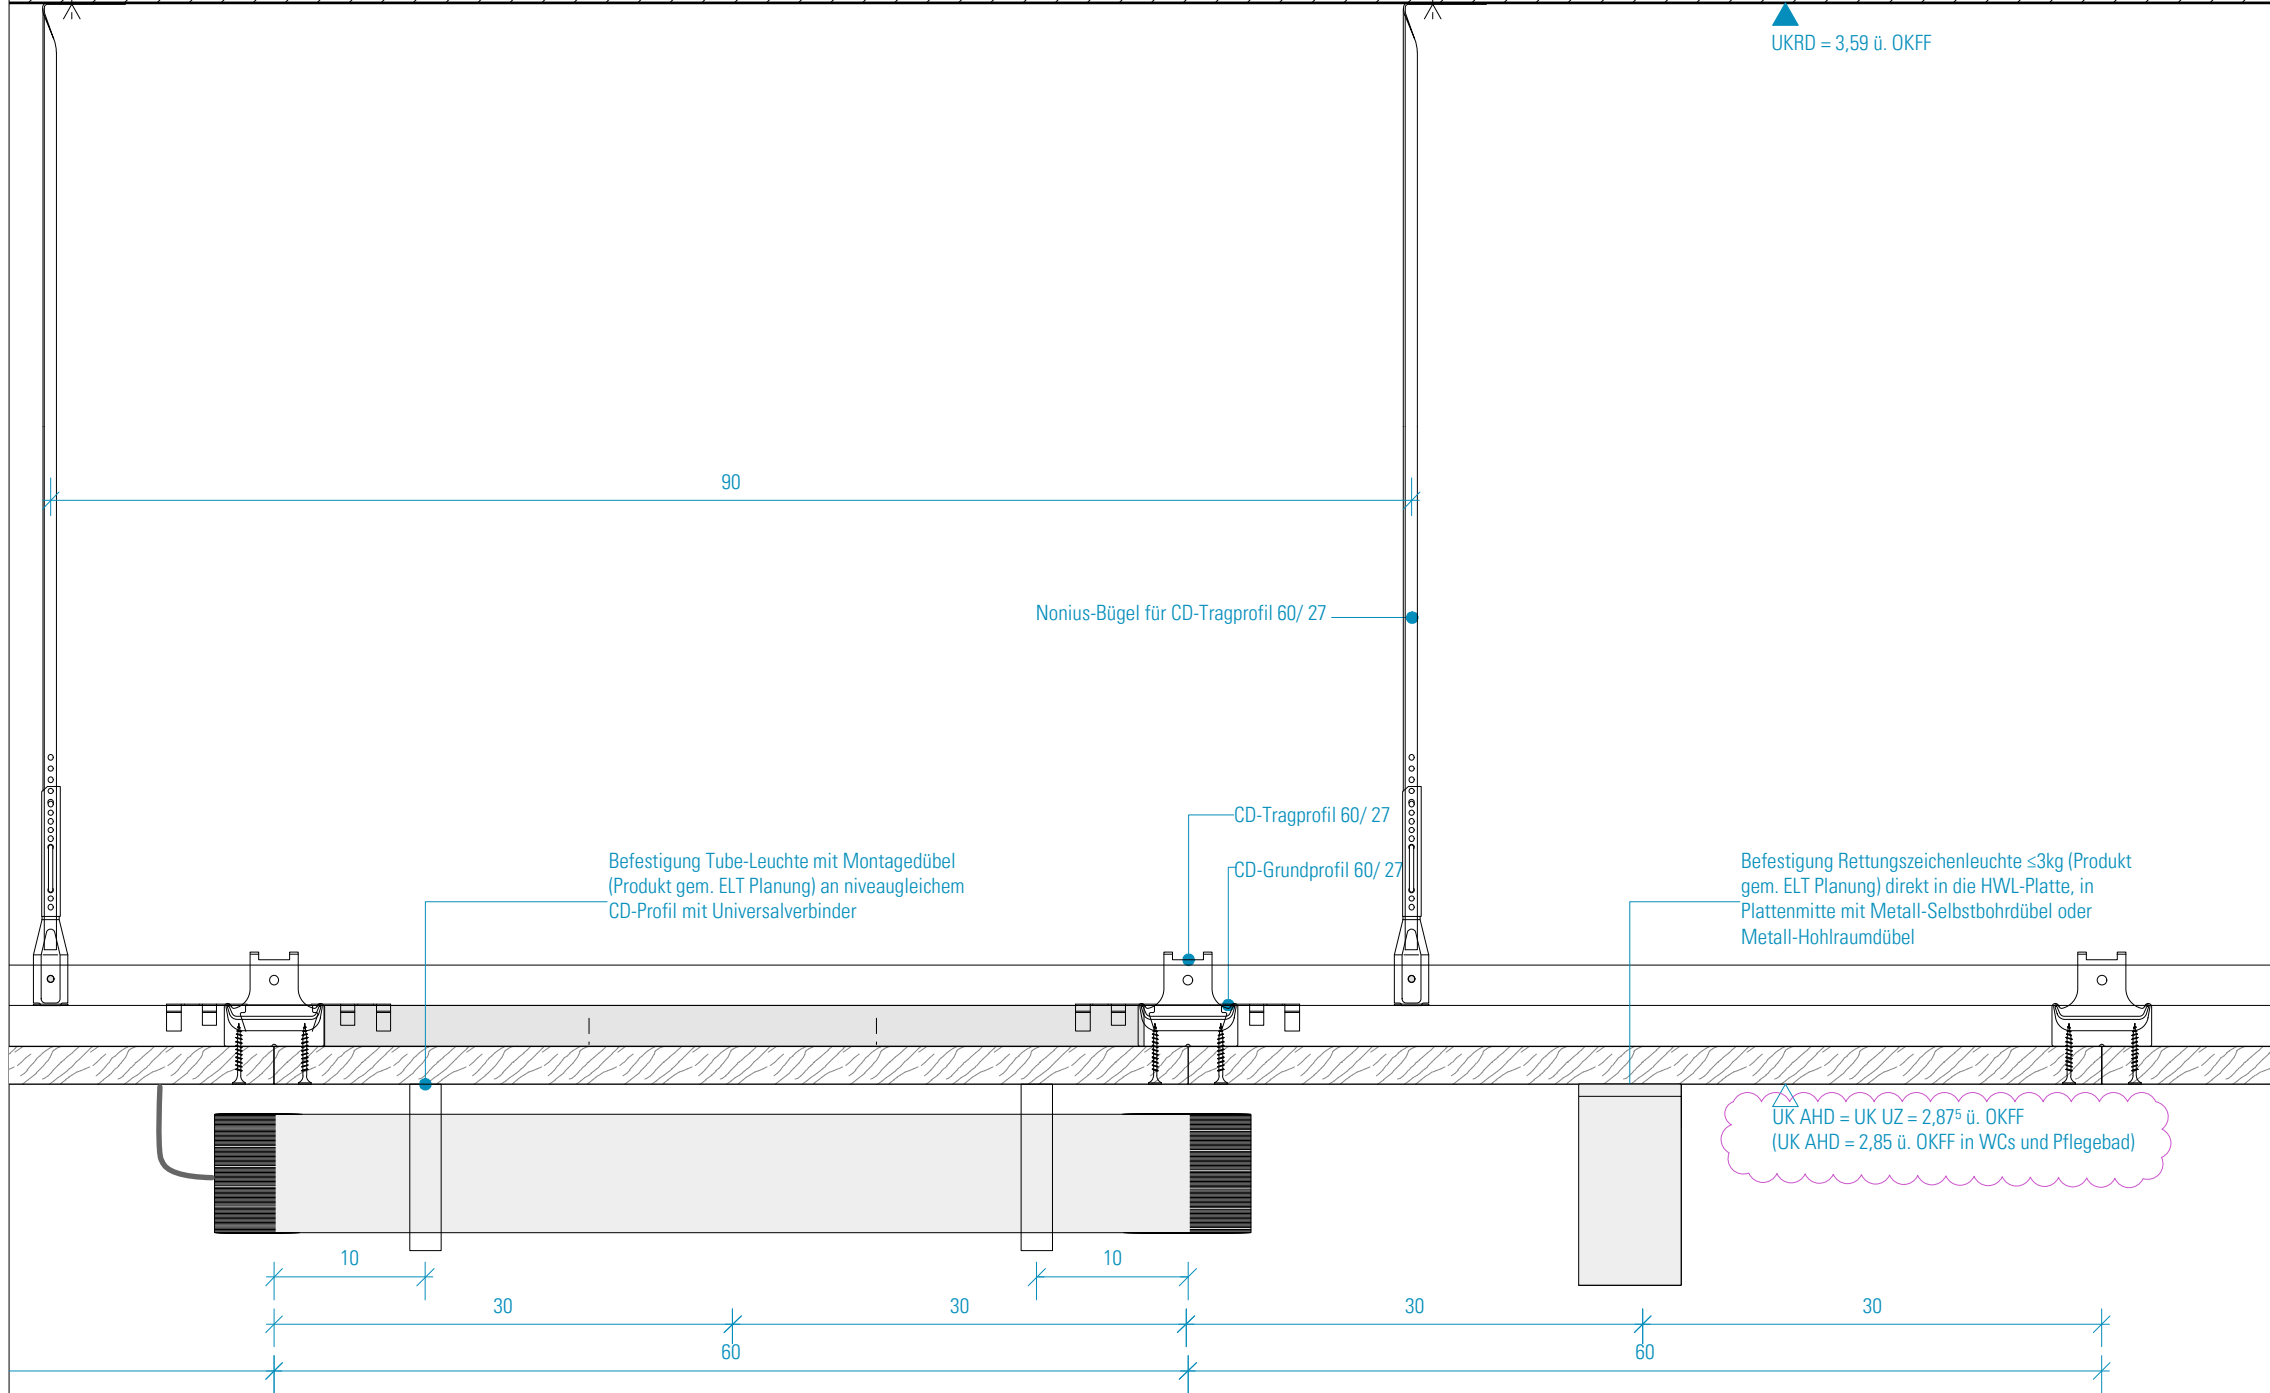 UKRD = 3,59 ü. OKFF
90
Nonius-Bügel für CD-Tragprofil 60/ 27
CD-Tragprofil 60/ 27
CD-Grundprofil 60/ 27
Befestigung Tube-Leuchte mit Montagedübel
(Produkt gem. ELT Planung) an niveaugleichem
CD-Profil mit Universalverbinder
Befestigung Rettungszeichenleuchte ≤3kg (Produkt
gem. ELT Planung) direkt in die HWL-Platte, in
Plattenmitte mit Metall-Selbstbohrdübel oder
Metall-Hohlraumdübel
UK AHD = UK UZ = 2,87⁵ ü. OKFF
(UK AHD = 2,85 ü. OKFF in WCs und Pflegebad)
10
10
30
30
30
30
60
60